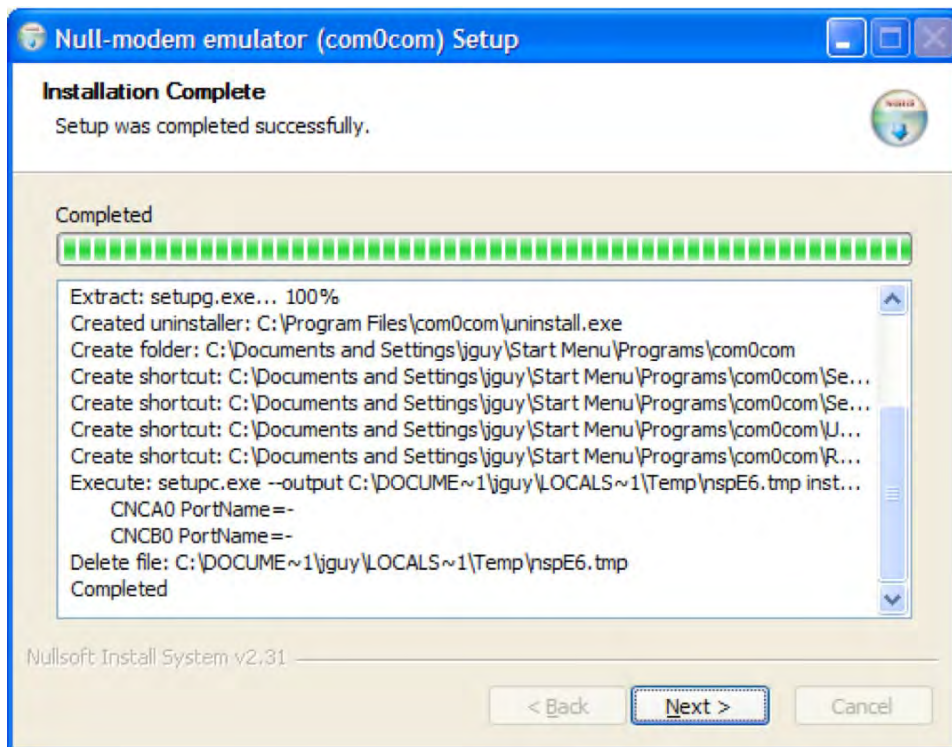 Null-modem emulator (com0com) Setup
Installation Complete
Setup was completed successfully.
Completed
Extract: setupg.exe... 100%
Created uninstaller: C:\Program Files\com0com\uninstall.exe
Create folder: C:\Documents and Settings\jguy\Start Menu\Programs\com0com
Create shortcut: C:\Documents and Settings\jguy\Start Menu\Programs\com0com\Se...
Create shortcut: C:\Documents and Settings\jguy\Start Menu\Programs\com0com\Se...
Create shortcut: C:\Documents and Settings\jguy\Start Menu\Programs\com0com\U...
Create shortcut: C:\Documents and Settings\jguy\Start Menu\Programs\com0com\R...
Execute: setupc.exe --output C:\DOCUME~1\jguy\LOCALS~1\Temp\nspE6.tmp inst...
CNCA0 PortName=-
CNCB0 PortName=-
Delete file: C:\DOCUME~1\jguy\LOCALS~1\Temp\nspE6.tmp
Completed
Nullsoft Install System v2.31
< Back Next > Cancel